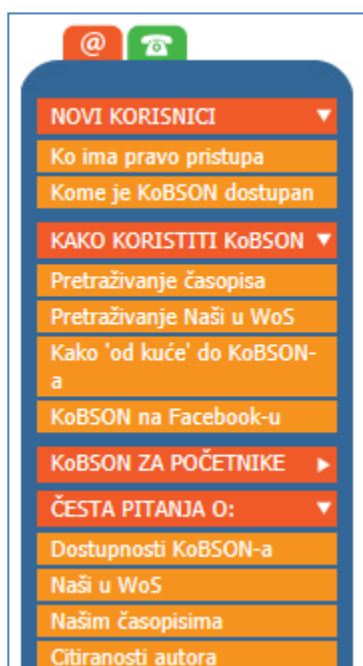 @
NOVI KORISNICI
Ko ima pravo pristupa
Kome je KoBSON dostupan
KAKO KORISTITI KoBSON
Pretraživanje časopisa
Pretraživanje Naši u WoS
Kako 'od kuće' do KoBSON-
a
KoBSON na Facebook-u
KoBSON ZA POČETNIKE
ČESTA PITANJA O:
Dostupnosti KoBSON-a
Naši u WoS
Našim časopisima
Citiranosti autora